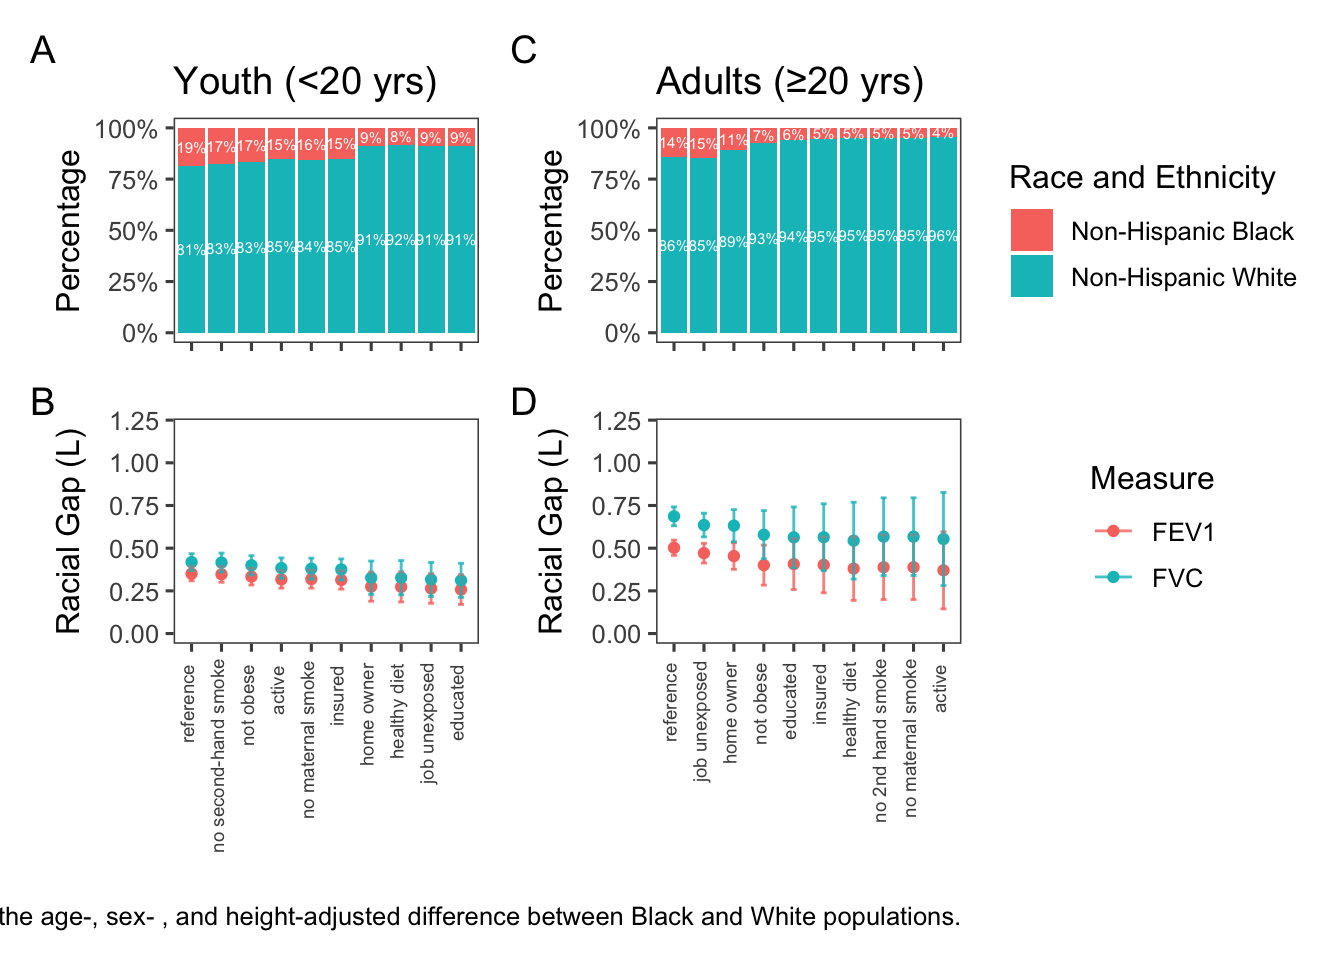 A
Youth (<20 yrs)
Percentage
100%
75%
50%
25%
0%
19% 17% 17% 15% 16% 15% 9% 8% 9% 9%
81% 83% 83% 85% 84% 85% 91% 92% 91% 91%
C
Adults (≥20 yrs)
Percentage
100%
75%
50%
25%
0%
14% 15% 11% 7% 6% 5% 5% 5% 5% 4%
86% 85% 89% 93% 94% 95% 95% 95% 95% 96%
Race and Ethnicity
Non-Hispanic Black
Non-Hispanic White
B
Racial Gap (L)
1.25
1.00
0.75
0.50
0.25
0.00
reference
no second-hand smoke
not obese
active
no maternal smoke
insured
home owner
healthy diet
job unexposed
educated
D
Racial Gap (L)
1.25
1.00
0.75
0.50
0.25
0.00
reference
job unexposed
home owner
not obese
educated
insured
healthy diet
no 2nd hand smoke
no maternal smoke
active
Measure
FEV1
FVC
the age-, sex- , and height-adjusted difference between Black and White populations.